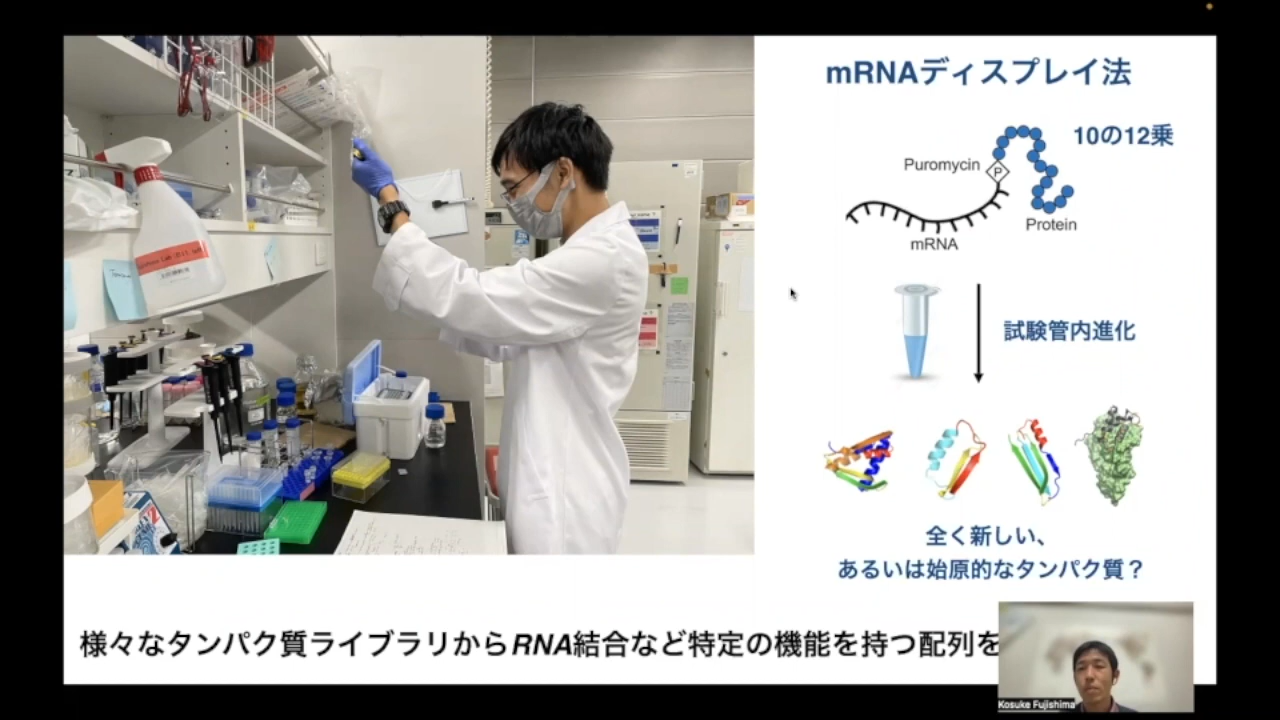 mRNAディスプレイ法
10の12乗
Puromycin
P
Protein
mRNA
試験管内進化
全く新しい、
あるいは始原的なタンパク質？
様々なタンパク質ライブラリからRNA結合など特定の機能を持つ配列を
Kosuke Fujishima